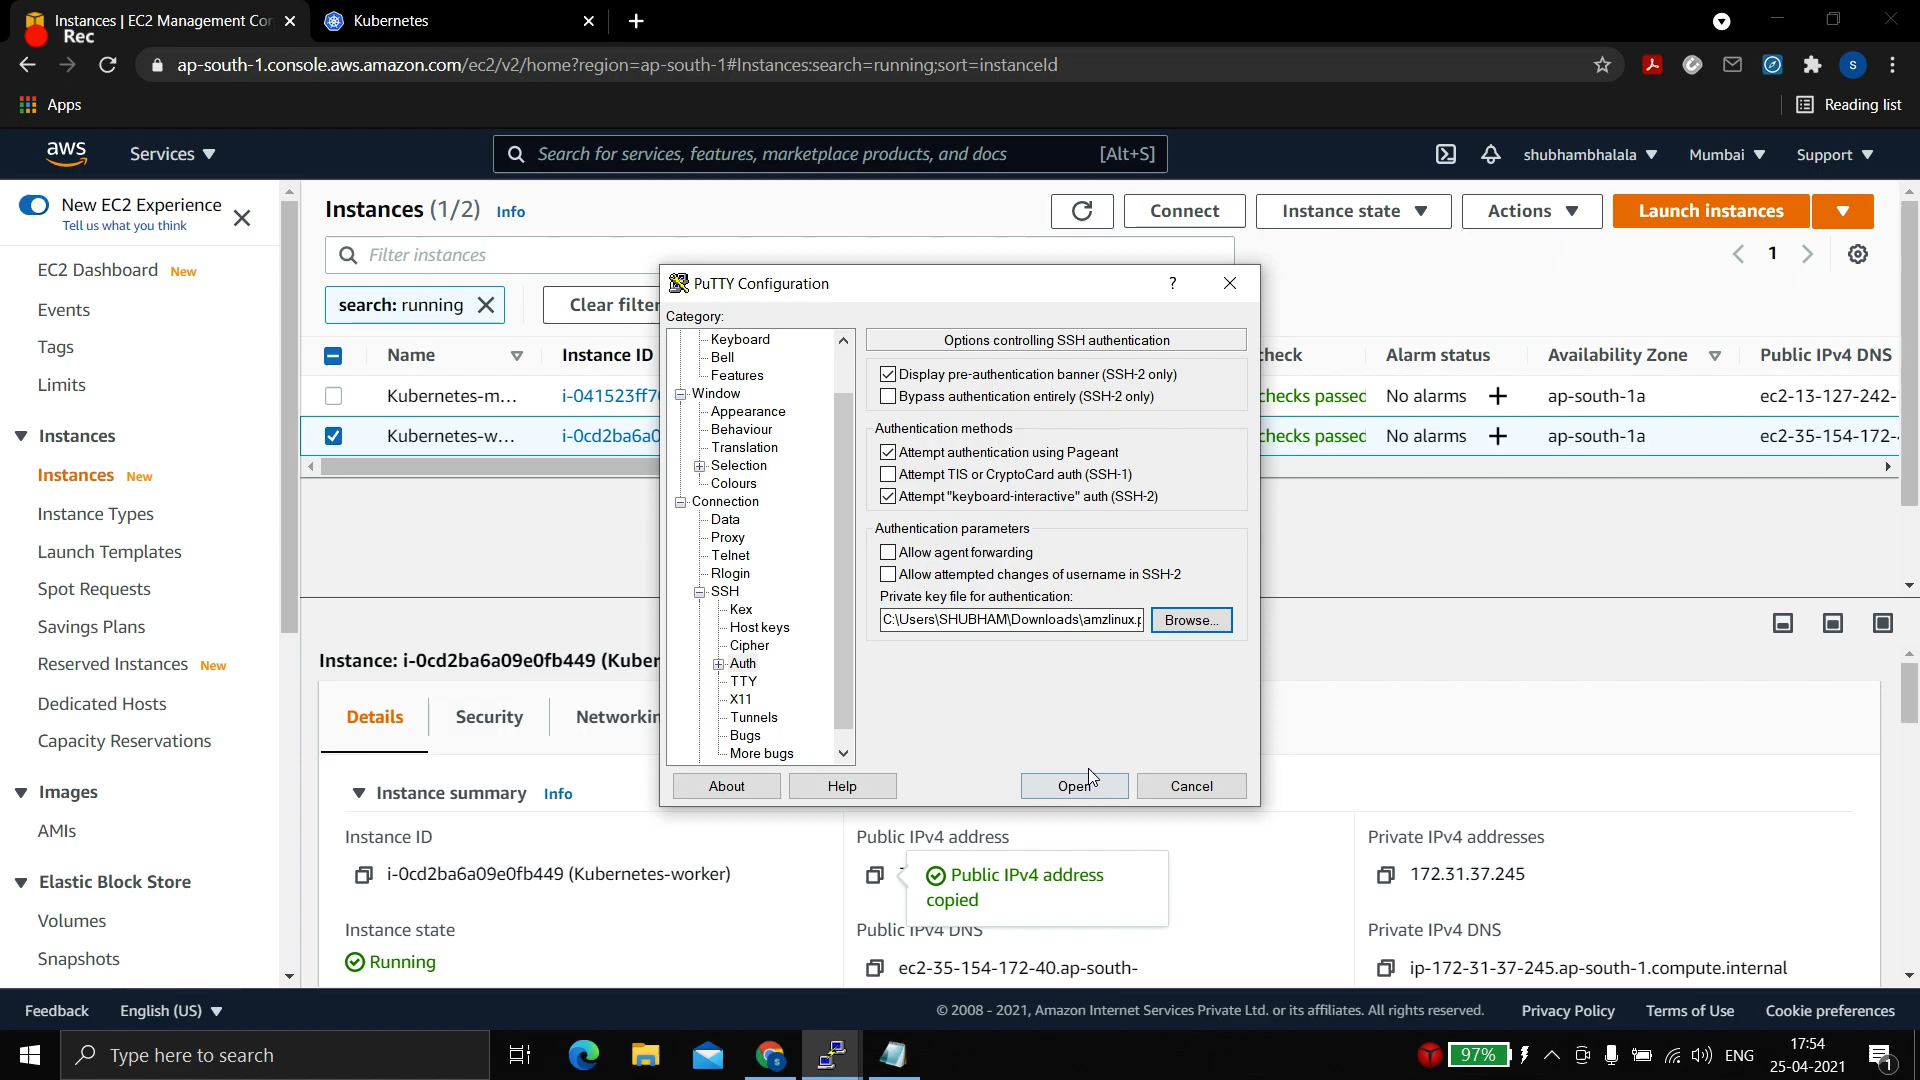 Instances | EC2 Management Con
Kubernetes
Rec
ap-south-1.console.aws.amazon.com/ec2/v2/home?region=ap-south-1#Instances:search=running;sort=instanceId
S
Apps
Reading list
aws
Services
Search for services, features, marketplace products, and docs
[Alt+S]
shubhambhalala
Mumbai
Support
New EC2 Experience
Tell us what you think
EC2 Dashboard New
Events
Tags
Limits
Instances
Instances New
Instance Types
Launch Templates
Spot Requests
Savings Plans
Reserved Instances New
Dedicated Hosts
Capacity Reservations
Images
AMIs
Elastic Block Store
Volumes
Snapshots
Instances (1/2) Info
Connect
Instance state
Actions
Launch instances
Filter instances
1
search: running
Clear filter
Name
Instance ID
check
Alarm status
Availability Zone
Public IPv4 DNS
Kubernetes-m...
i-041523ff7
checks passed
No alarms
ap-south-1a
ec2-13-127-242-
Kubernetes-w...
i-0cd2ba6a0
checks passed
No alarms
ap-south-1a
ec2-35-154-172-
PuTTY Configuration
?
Category:
Keyboard
Bell
Features
Window
Appearance
Behaviour
Translation
Selection
Colours
Connection
Data
Proxy
Telnet
Rlogin
SSH
Kex
Host keys
Cipher
Auth
TTY
X11
Tunnels
Bugs
More bugs
Options controlling SSH authentication
Display pre-authentication banner (SSH-2 only)
Bypass authentication entirely (SSH-2 only)
Authentication methods
Attempt authentication using Pageant
Attempt TIS or CryptoCard auth (SSH-1)
Attempt "keyboard-interactive" auth (SSH-2)
Authentication parameters
Allow agent forwarding
Allow attempted changes of username in SSH-2
Private key file for authentication:
C:\Users\SHUBHAM\Downloads\amzlinux.p
Browse...
About
Help
Open
Cancel
Instance: i-0cd2ba6a09e0fb449 (Kuber
Details
Security
Networkin
Instance summary Info
Instance ID
i-0cd2ba6a09e0fb449 (Kubernetes-worker)
Public IPv4 address
Public IPv4 address
copied
Private IPv4 addresses
172.31.37.245
Instance state
Running
Public IPv4 DNS
ec2-35-154-172-40.ap-south-
Private IPv4 DNS
ip-172-31-37-245.ap-south-1.compute.internal
Feedback
English (US)
© 2008 - 2021, Amazon Internet Services Private Ltd. or its affiliates. All rights reserved.
Privacy Policy
Terms of Use
Cookie preferences
Type here to search
97%
ENG
17:54
25-04-2021
1